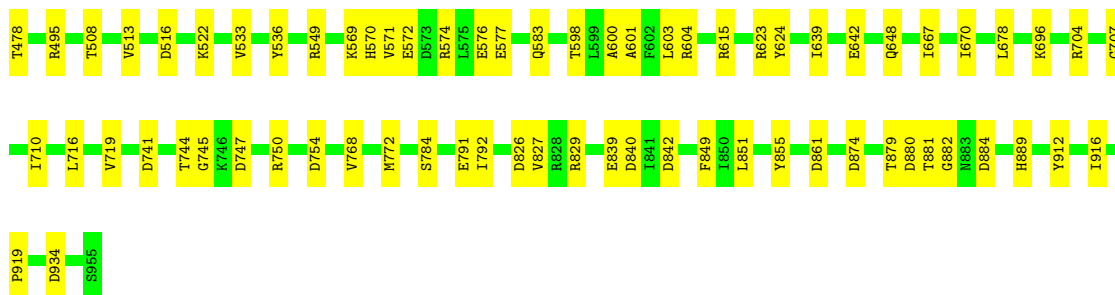 T478 R495 T508 V513 D516 K522 V533 Y536 R549 K569 H570 V571 E572 D573 R574 L575 E576 E577 Q583 T598 L599 A600 A601 F602 L603 R604 R615 R623 Y624 I639 E642 Q648 I667 I670 L678 K696 R704
I710 L716 V719 D741 T744 G745 K746 D747 R750 D754 V768 M772 S784 E791 I792 D826 V827 R828 R829 E839 D840 I841 D842 F849 I850 L851 Y855 D861 D874 T879 D880 T881 G882 N883 D884 H889 Y912 I916
P919 D934 S955